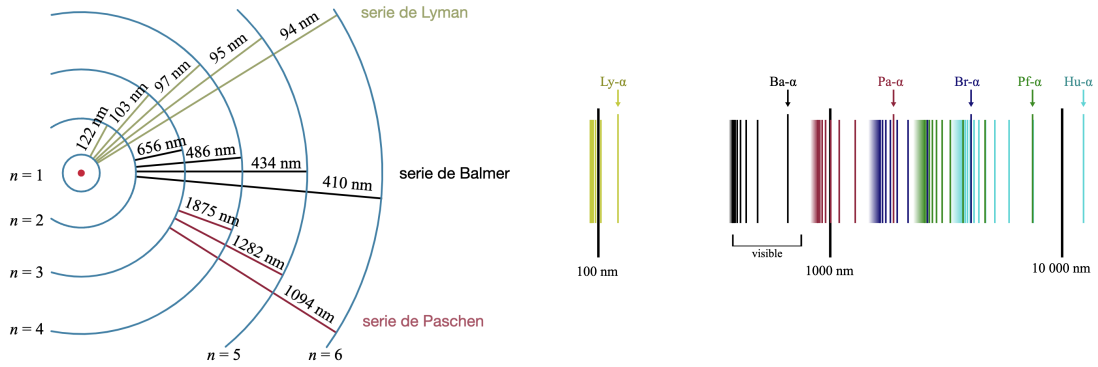 serie de Lyman
94 nm
95 nm
97 nm
103 nm
122 nm
656 nm
486 nm
434 nm
410 nm
serie de Balmer
1875 nm
1282 nm
1094 nm
serie de Paschen
n = 1
n = 2
n = 3
n = 4
n = 5
n = 6
Ly-α
Ba-α
Pa-α
Br-α
Pf-α
Hu-α
visible
100 nm
1000 nm
10 000 nm